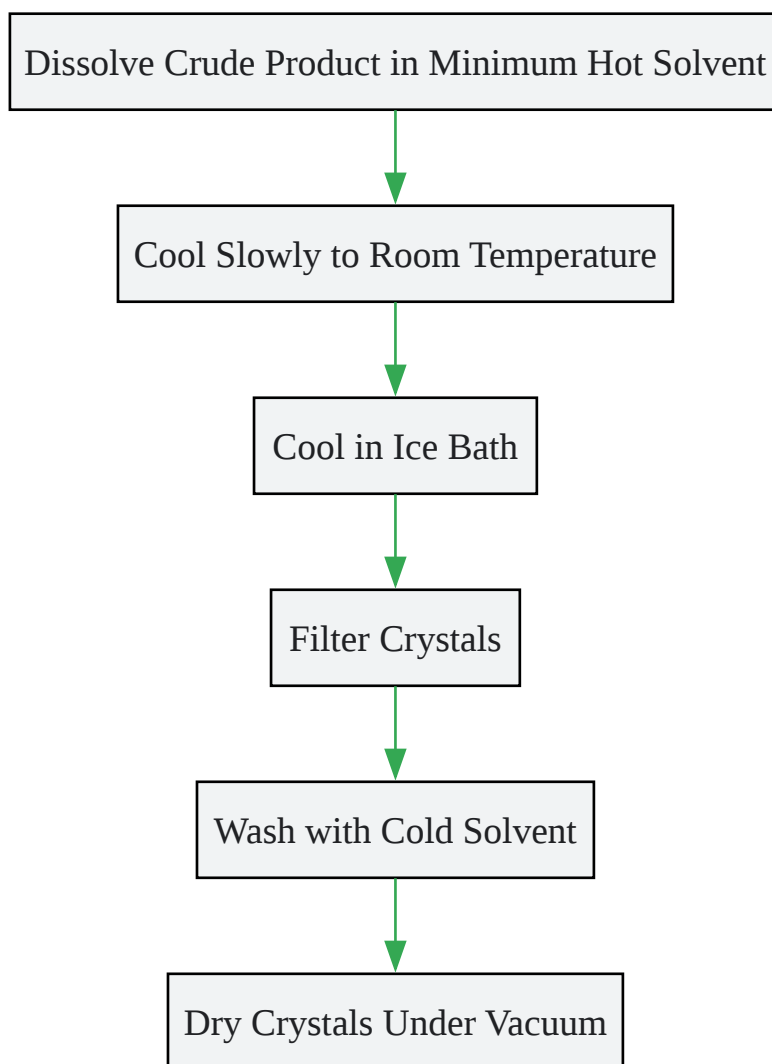 Dissolve Crude Product in Minimum Hot Solvent
Cool Slowly to Room Temperature
Cool in Ice Bath
Filter Crystals
Wash with Cold Solvent
Dry Crystals Under Vacuum